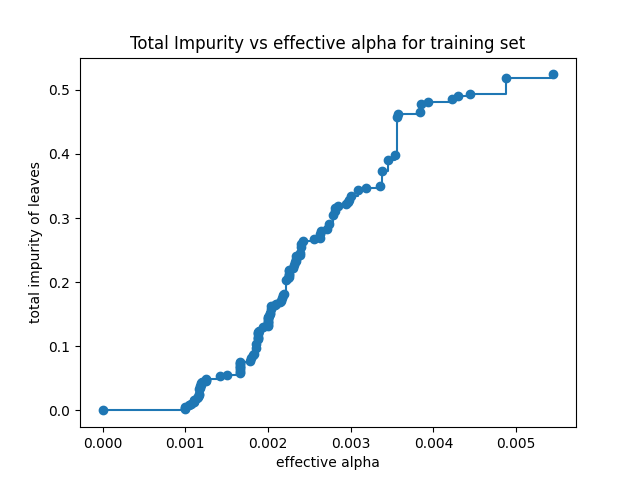 Total Impurity vs effective alpha for training set
total impurity of leaves
0.5
0.4
0.3
0.2
0.1
0.0
0.000 0.001 0.002 0.003 0.004 0.005
effective alpha